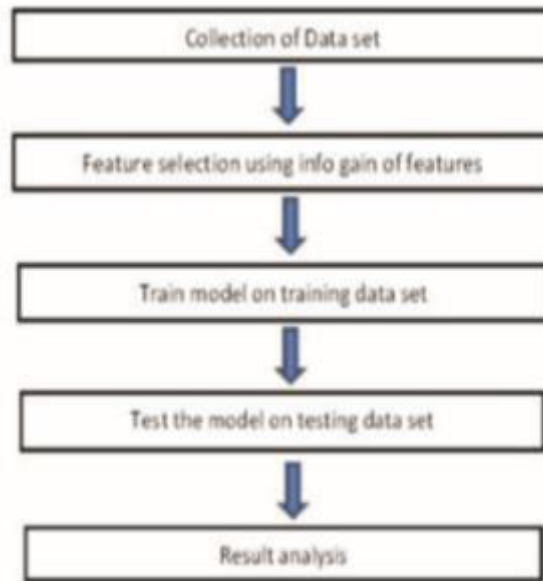 Collection of Data set
Feature selection using info gain of features
Train model on training data set
Test the model on testing data set
Result analysis